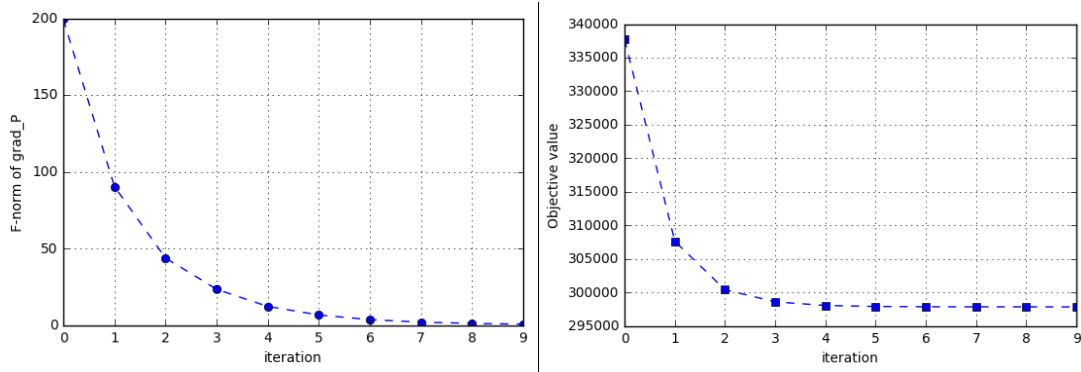 F-norm of grad_P
200
150
100
50
0
0 1 2 3 4 5 6 7 8 9
iteration
Objective value
340000
335000
330000
325000
320000
315000
310000
305000
300000
295000
0 1 2 3 4 5 6 7 8 9
iteration